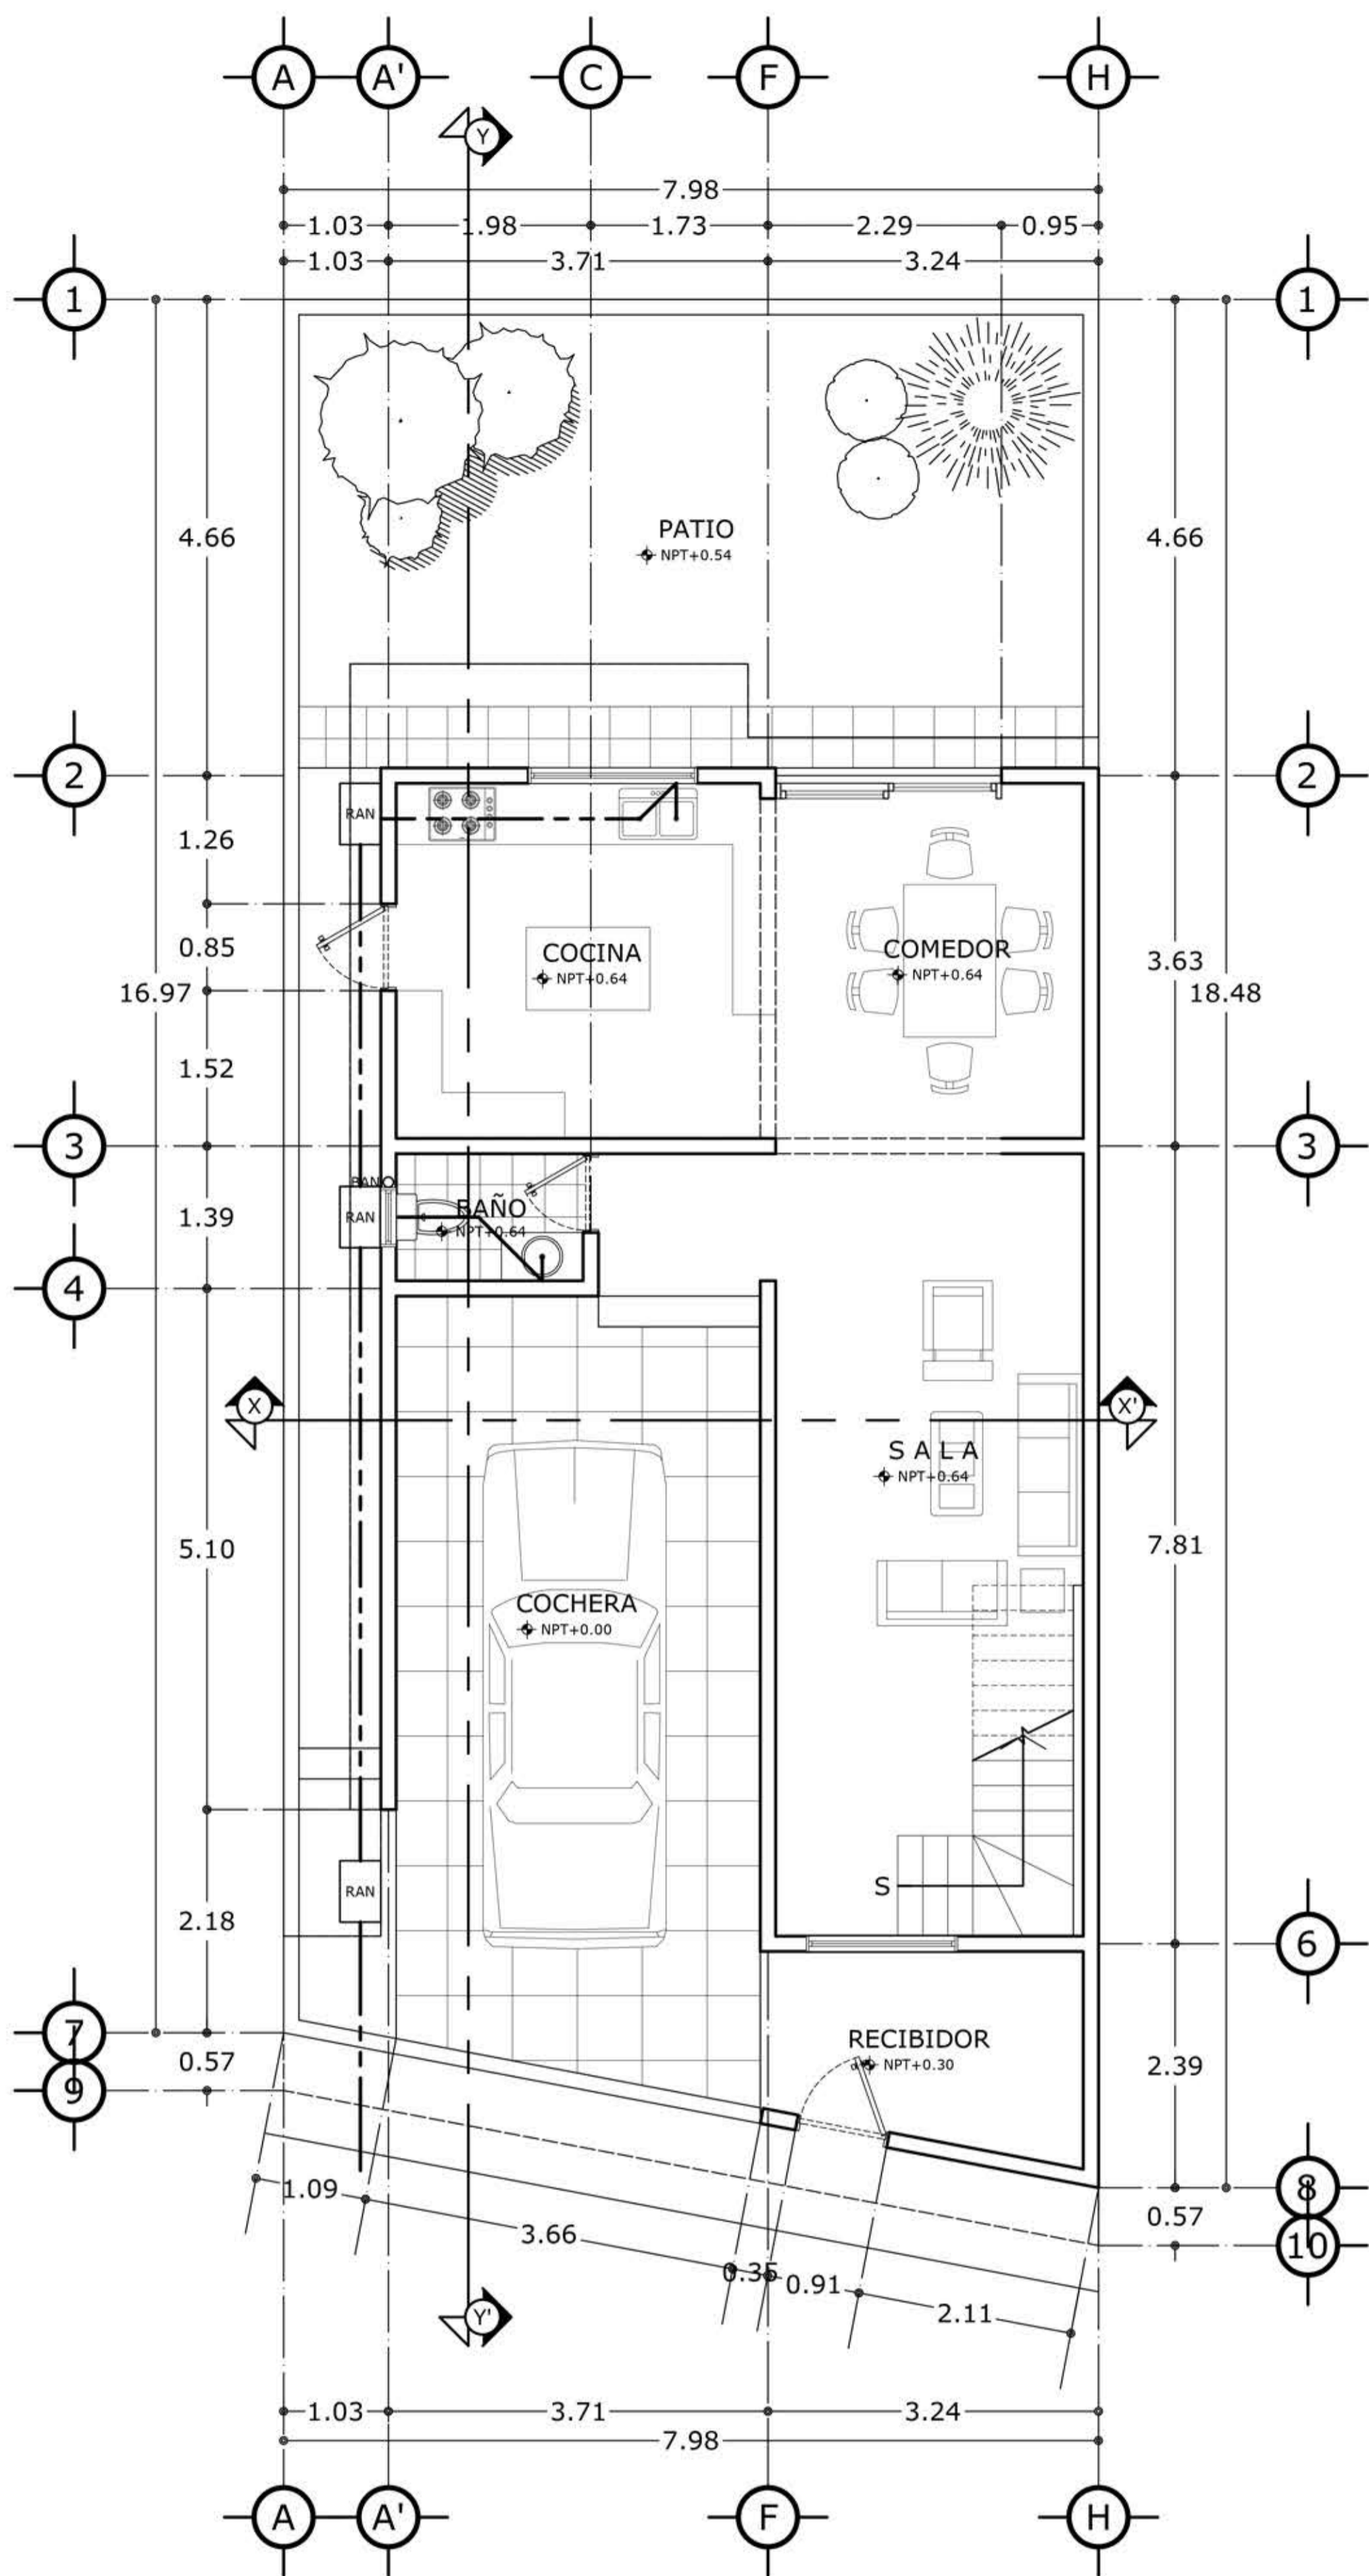 A A' C F H
Y
7.98
1.03 1.98 1.73 2.29 0.95
1.03 3.71 3.24
1 1
4.66 4.66
PATIO
NPT+0.54
2 2
RAN
1.26
0.85
COCINA
NPT+0.64
COMEDOR
NPT+0.64
3.63
16.97 18.48
1.52
3 3
BAÑO
RAN
BAÑO
NPT+0.64
1.39
4
X X'
S A L A
NPT+0.64
5.10 7.81
COCHERA
NPT+0.00
S
RAN
2.18
6
7
RECIBIDOR
NPT+0.30
0.57 2.39
9
8
1.09
3.66
0.35
0.91
2.11
0.57
10
Y'
1.03 3.71 3.24
7.98
A A' F H